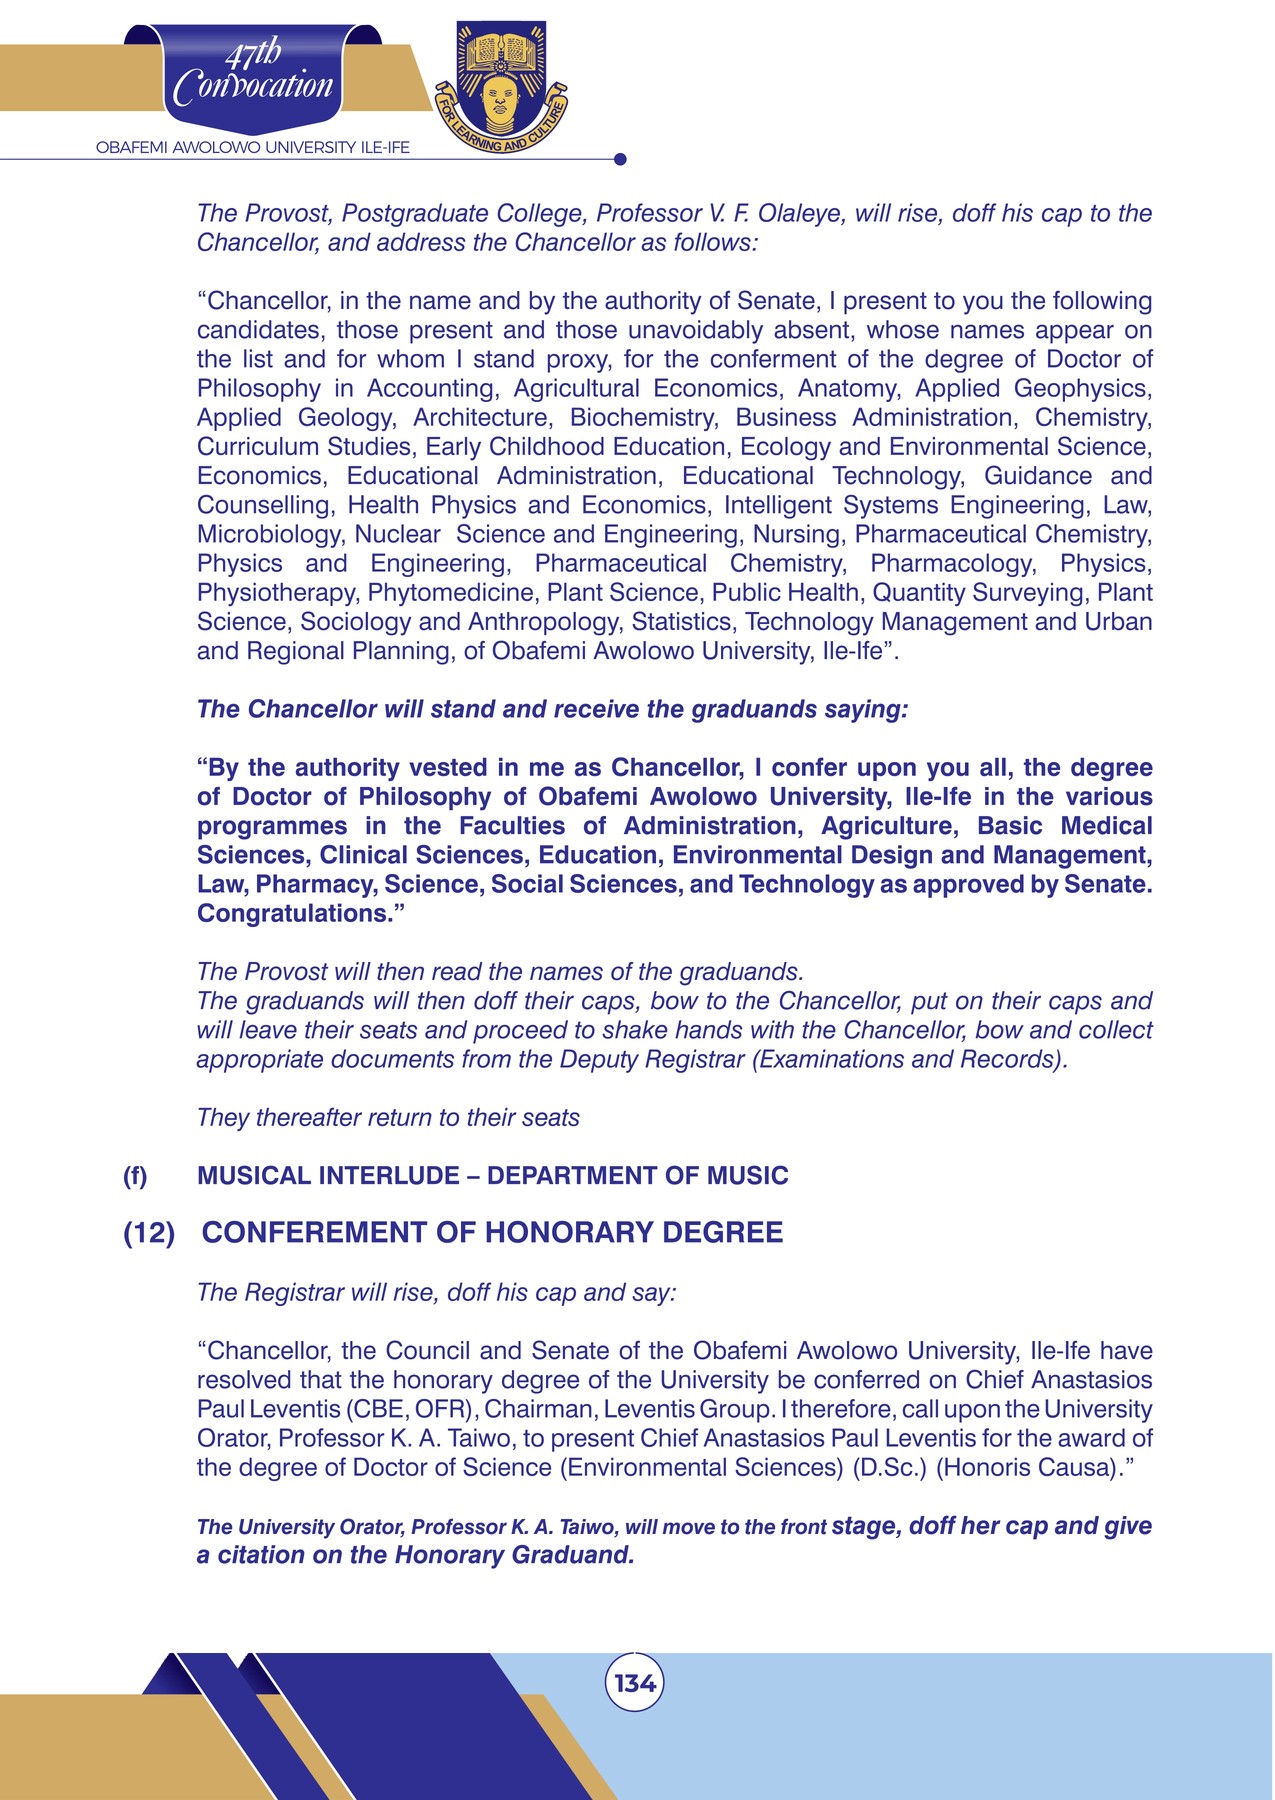 47th
Convocation
OBAFEMI AWOLOWO UNIVERSITY ILE-IFE
FOR LEARNING AND CULTURE
The Provost, Postgraduate College, Professor V. F. Olaleye, will rise, doff his cap to the
Chancellor, and address the Chancellor as follows:
“Chancellor, in the name and by the authority of Senate, I present to you the following
candidates, those present and those unavoidably absent, whose names appear on
the list and for whom I stand proxy, for the conferment of the degree of Doctor of
Philosophy in Accounting, Agricultural Economics, Anatomy, Applied Geophysics,
Applied Geology, Architecture, Biochemistry, Business Administration, Chemistry,
Curriculum Studies, Early Childhood Education, Ecology and Environmental Science,
Economics, Educational Administration, Educational Technology, Guidance and
Counselling, Health Physics and Economics, Intelligent Systems Engineering, Law,
Microbiology, Nuclear Science and Engineering, Nursing, Pharmaceutical Chemistry,
Physics and Engineering, Pharmaceutical Chemistry, Pharmacology, Physics,
Physiotherapy, Phytomedicine, Plant Science, Public Health, Quantity Surveying, Plant
Science, Sociology and Anthropology, Statistics, Technology Management and Urban
and Regional Planning, of Obafemi Awolowo University, Ile-Ife”.
The Chancellor will stand and receive the graduands saying:
“By the authority vested in me as Chancellor, I confer upon you all, the degree
of Doctor of Philosophy of Obafemi Awolowo University, Ile-Ife in the various
programmes in the Faculties of Administration, Agriculture, Basic Medical
Sciences, Clinical Sciences, Education, Environmental Design and Management,
Law, Pharmacy, Science, Social Sciences, and Technology as approved by Senate.
Congratulations.”
The Provost will then read the names of the graduands.
The graduands will then doff their caps, bow to the Chancellor, put on their caps and
will leave their seats and proceed to shake hands with the Chancellor, bow and collect
appropriate documents from the Deputy Registrar (Examinations and Records).
They thereafter return to their seats
(f) MUSICAL INTERLUDE – DEPARTMENT OF MUSIC
(12) CONFEREMENT OF HONORARY DEGREE
The Registrar will rise, doff his cap and say:
“Chancellor, the Council and Senate of the Obafemi Awolowo University, Ile-Ife have
resolved that the honorary degree of the University be conferred on Chief Anastasios
Paul Leventis (CBE, OFR), Chairman, Leventis Group. I therefore, call upon the University
Orator, Professor K. A. Taiwo, to present Chief Anastasios Paul Leventis for the award of
the degree of Doctor of Science (Environmental Sciences) (D.Sc.) (Honoris Causa).”
The University Orator, Professor K. A. Taiwo, will move to the front stage, doff her cap and give
a citation on the Honorary Graduand.
134